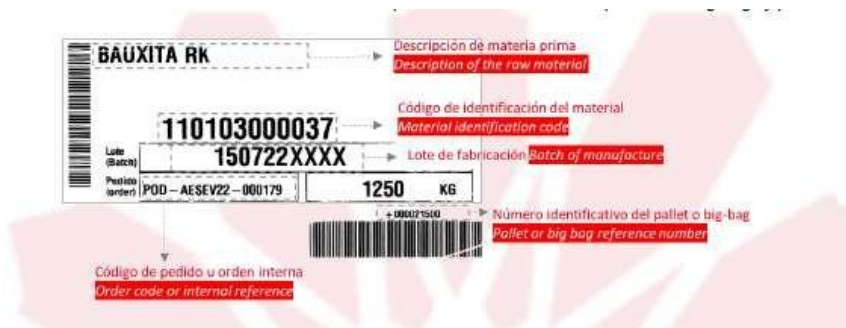 BAUXITA RK
Descripción de materia prima
Description of the raw material
Código de identificación del material
Material identification code
110103000037
Lote
(Batch)
150722XXXX
Lote de fabricación Batch of manufacture
Pedido
(order)
POD - AESEV22 - 000179
1250 KG
+000021500
Número identificativo del pallet o big-bag
Pallet or big bag reference number
Código de pedido u orden interna
Order code or internal reference